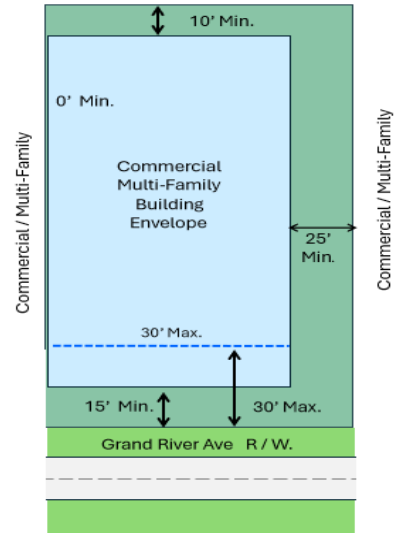 10' Min.
0' Min.
Commercial / Multi-Family
Commercial
Multi-Family
Building
Envelope
Commercial / Multi-Family
25'
Min.
30' Max.
15' Min.
30' Max.
Grand River Ave R / W.